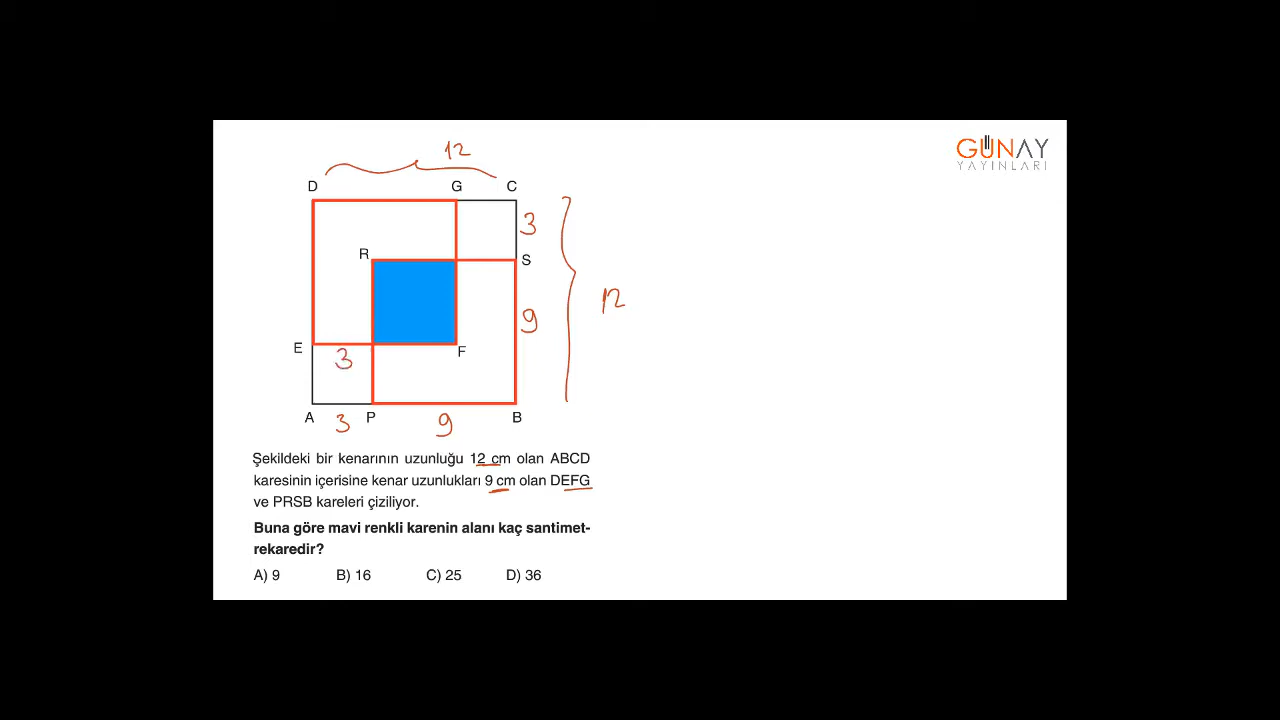 GÜNAY
YAYINLARI
12
D G C
3
R
S
9
12
E
3
F
A 3 P 9 B
Şekildeki bir kenarının uzunluğu 12 cm olan ABCD
karesinin içerisine kenar uzunlukları 9 cm olan DEFG
ve PRSB kareleri çiziliyor.
Buna göre mavi renkli karenin alanı kaç santimet-
rekaredir?
A) 9 B) 16 C) 25 D) 36